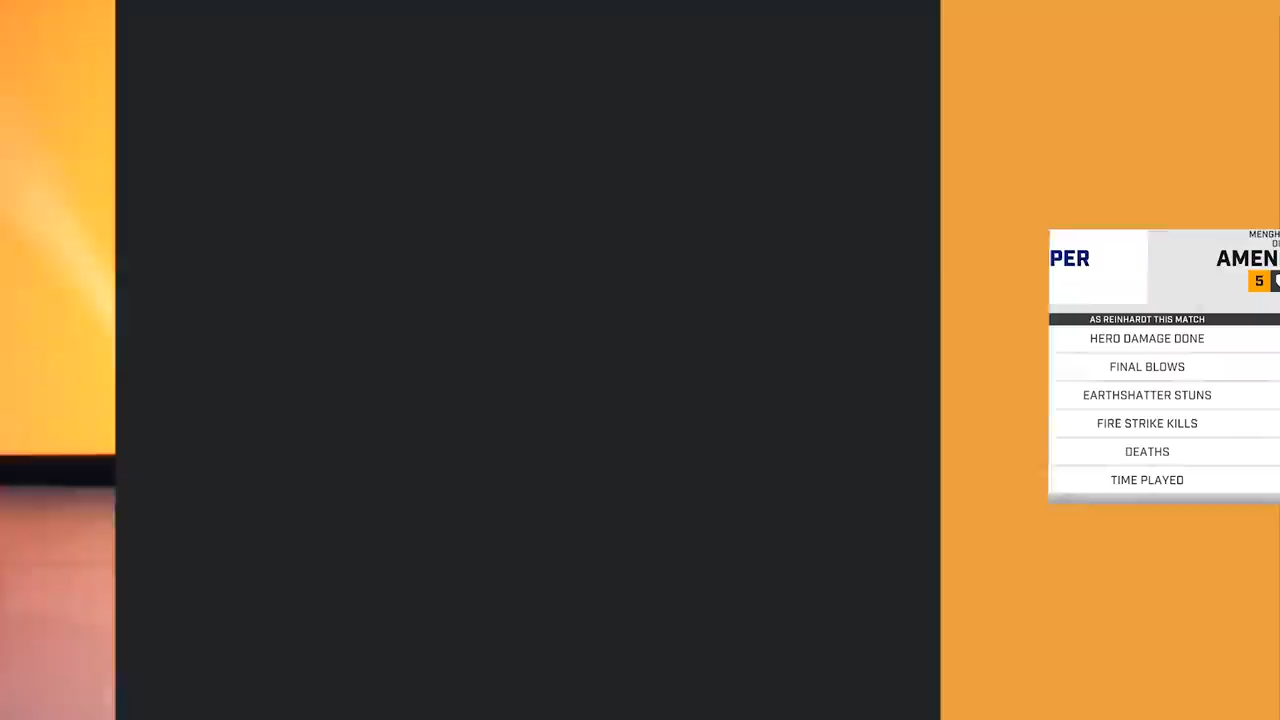 MENGH
PER
AMEN
5
AS REINHARDT THIS MATCH
HERO DAMAGE DONE
FINAL BLOWS
EARTHSHATTER STUNS
FIRE STRIKE KILLS
DEATHS
TIME PLAYED